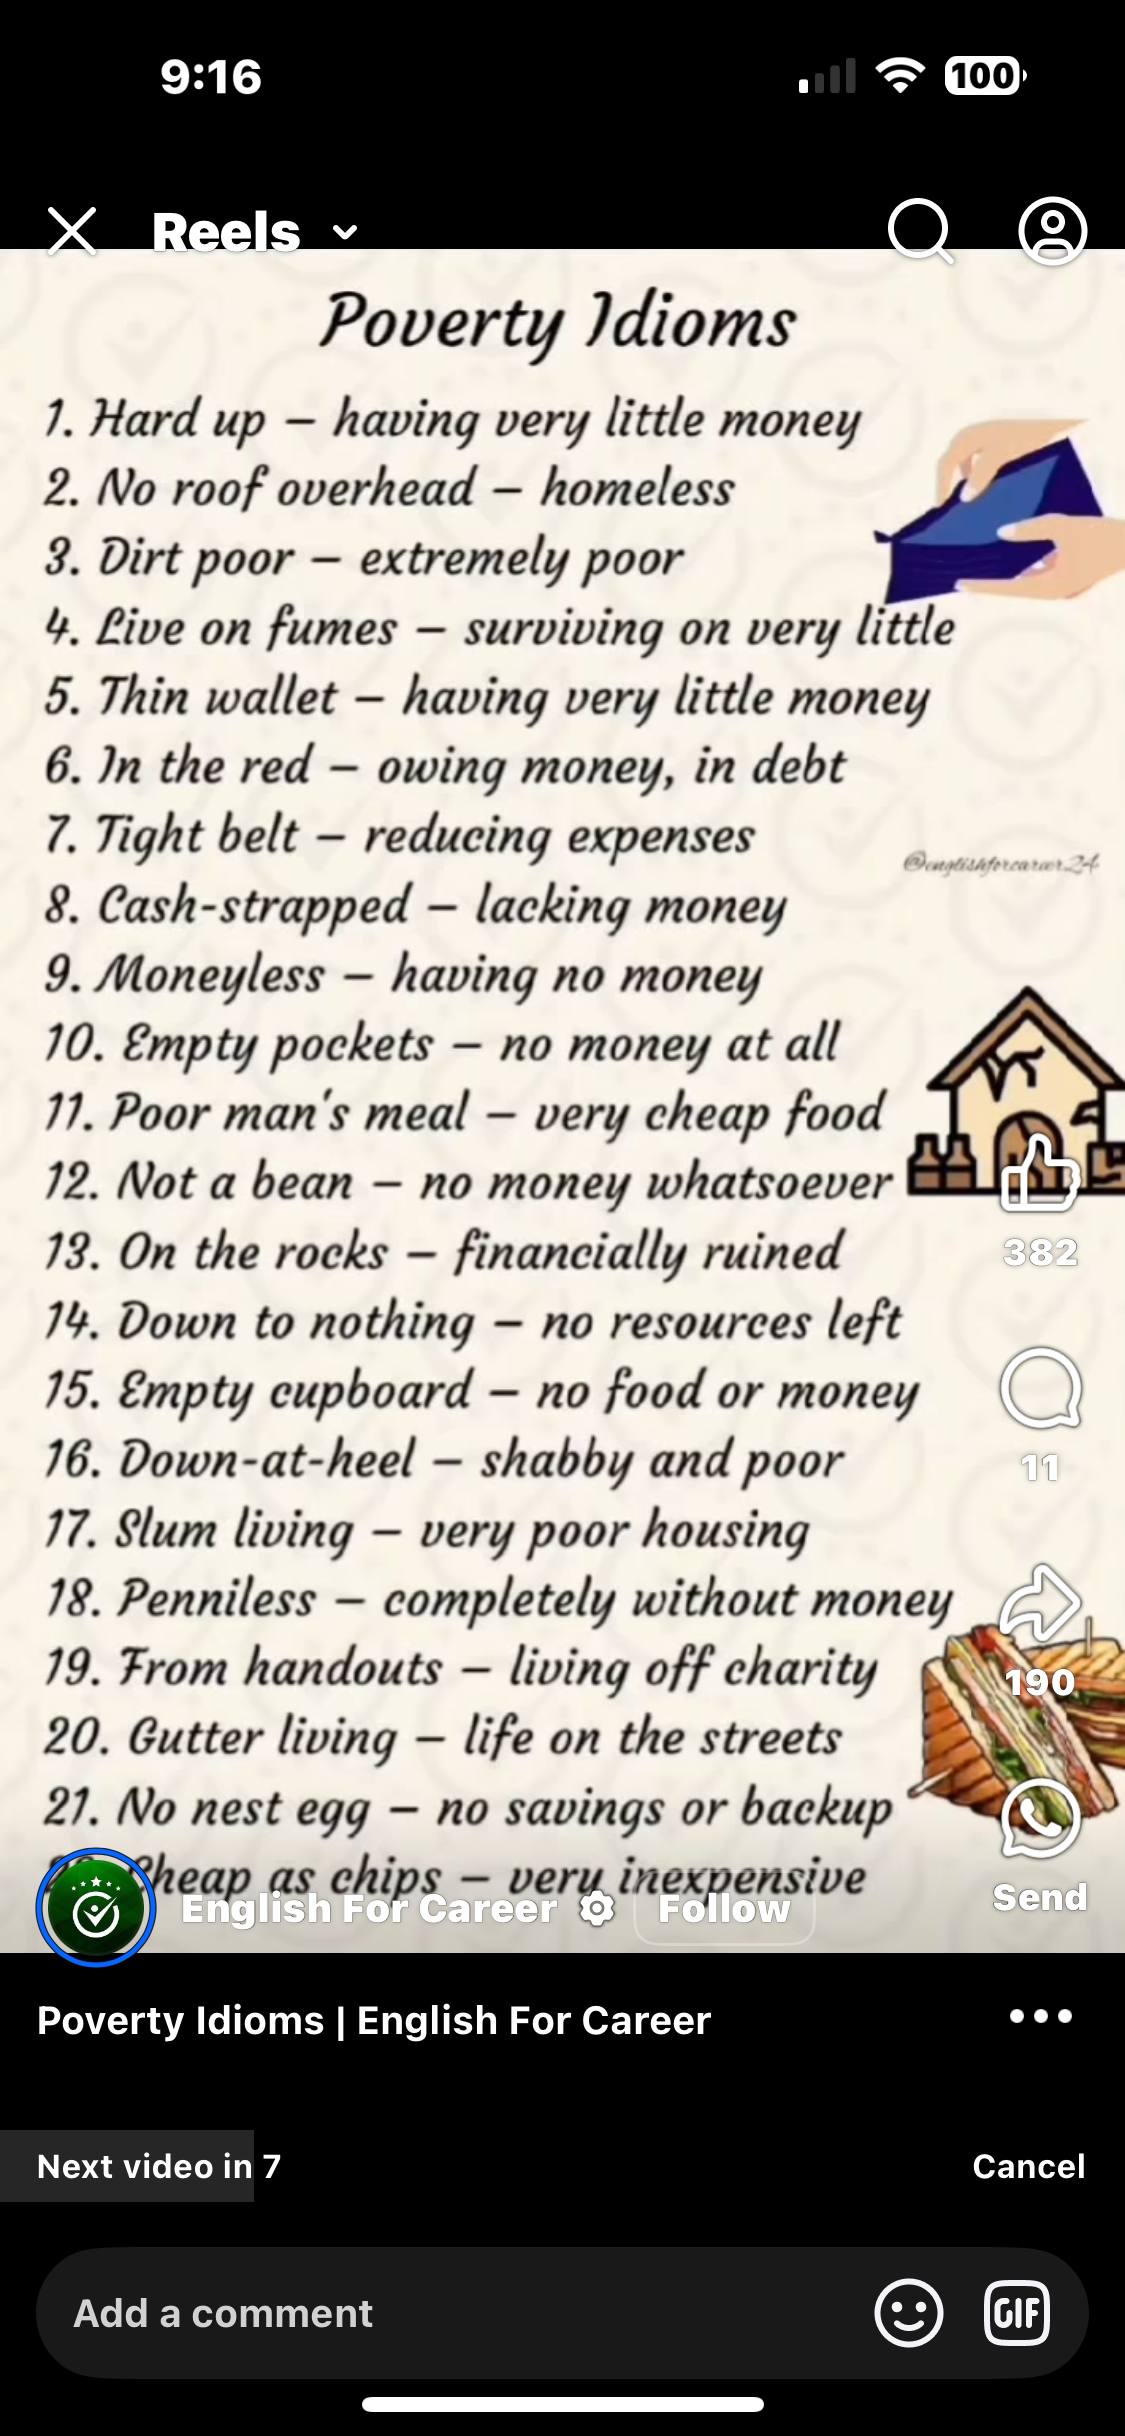 9:16
100
Reels
Poverty Idioms
1. Hard up – having very little money
2. No roof overhead – homeless
3. Dirt poor – extremely poor
4. Live on fumes – surviving on very little
5. Thin wallet – having very little money
6. In the red – owing money, in debt
7. Tight belt – reducing expenses
@englishforcareer24
8. Cash-strapped – lacking money
9. Moneyless – having no money
10. Empty pockets – no money at all
11. Poor man's meal – very cheap food
12. Not a bean – no money whatsoever
382
13. On the rocks – financially ruined
14. Down to nothing – no resources left
15. Empty cupboard – no food or money
16. Down-at-heel – shabby and poor
11
17. Slum living – very poor housing
18. Penniless – completely without money
19. From handouts – living off charity
190
20. Gutter living – life on the streets
21. No nest egg – no savings or backup
Cheap as chips – very inexpensive
English For Career
Follow
Send
Poverty Idioms | English For Career
Next video in 7
Cancel
Add a comment
GIF